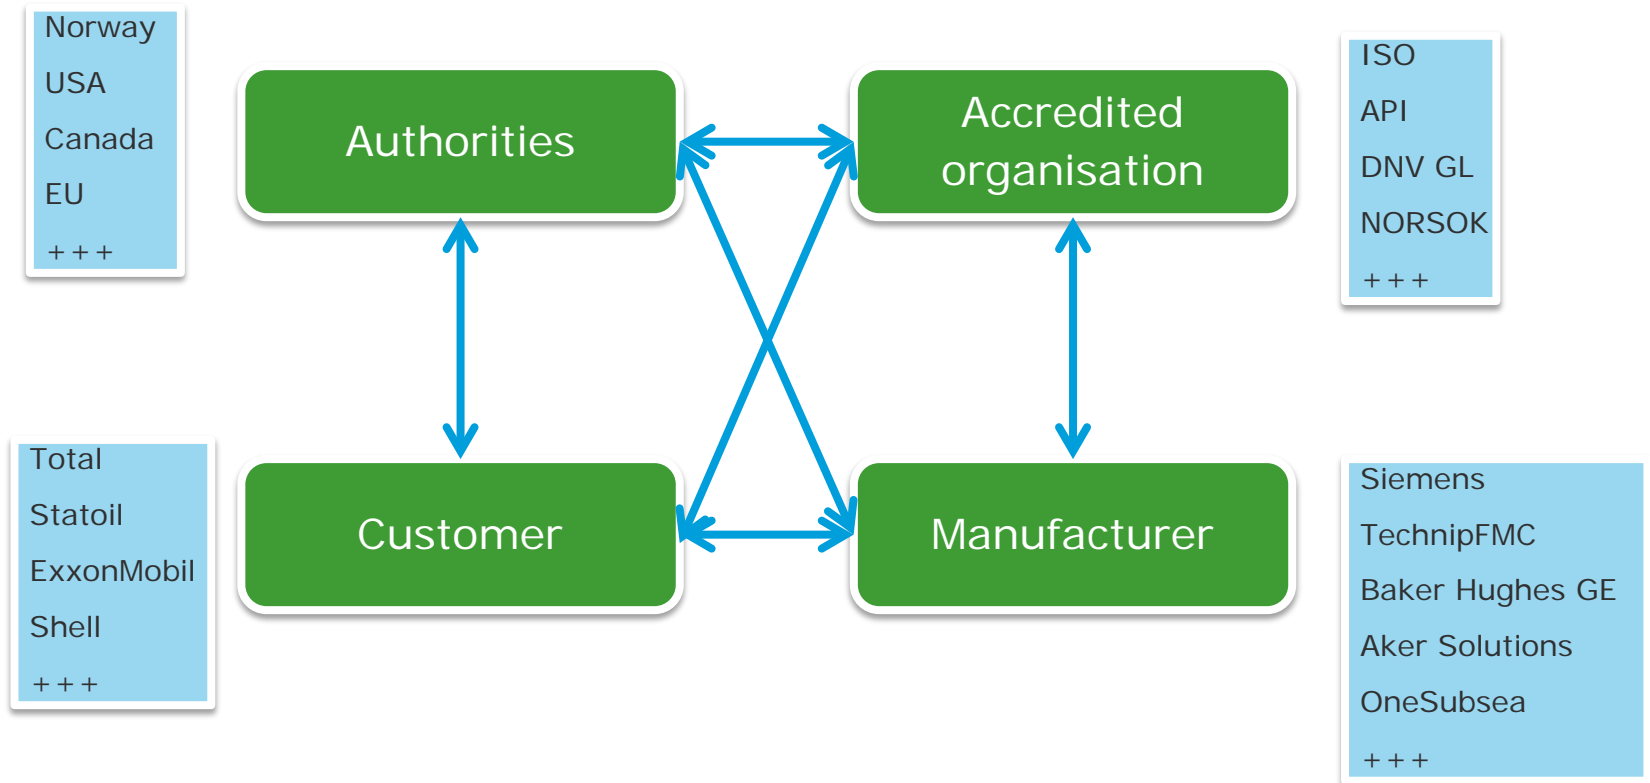 Norway
USA
Canada
EU
+++
Authorities
Accredited
organisation
ISO
API
DNV GL
NORSOK
+++
Total
Statoil
ExxonMobil
Shell
+++
Customer
Manufacturer
Siemens
TechnipFMC
Baker Hughes GE
Aker Solutions
OneSubsea
+++